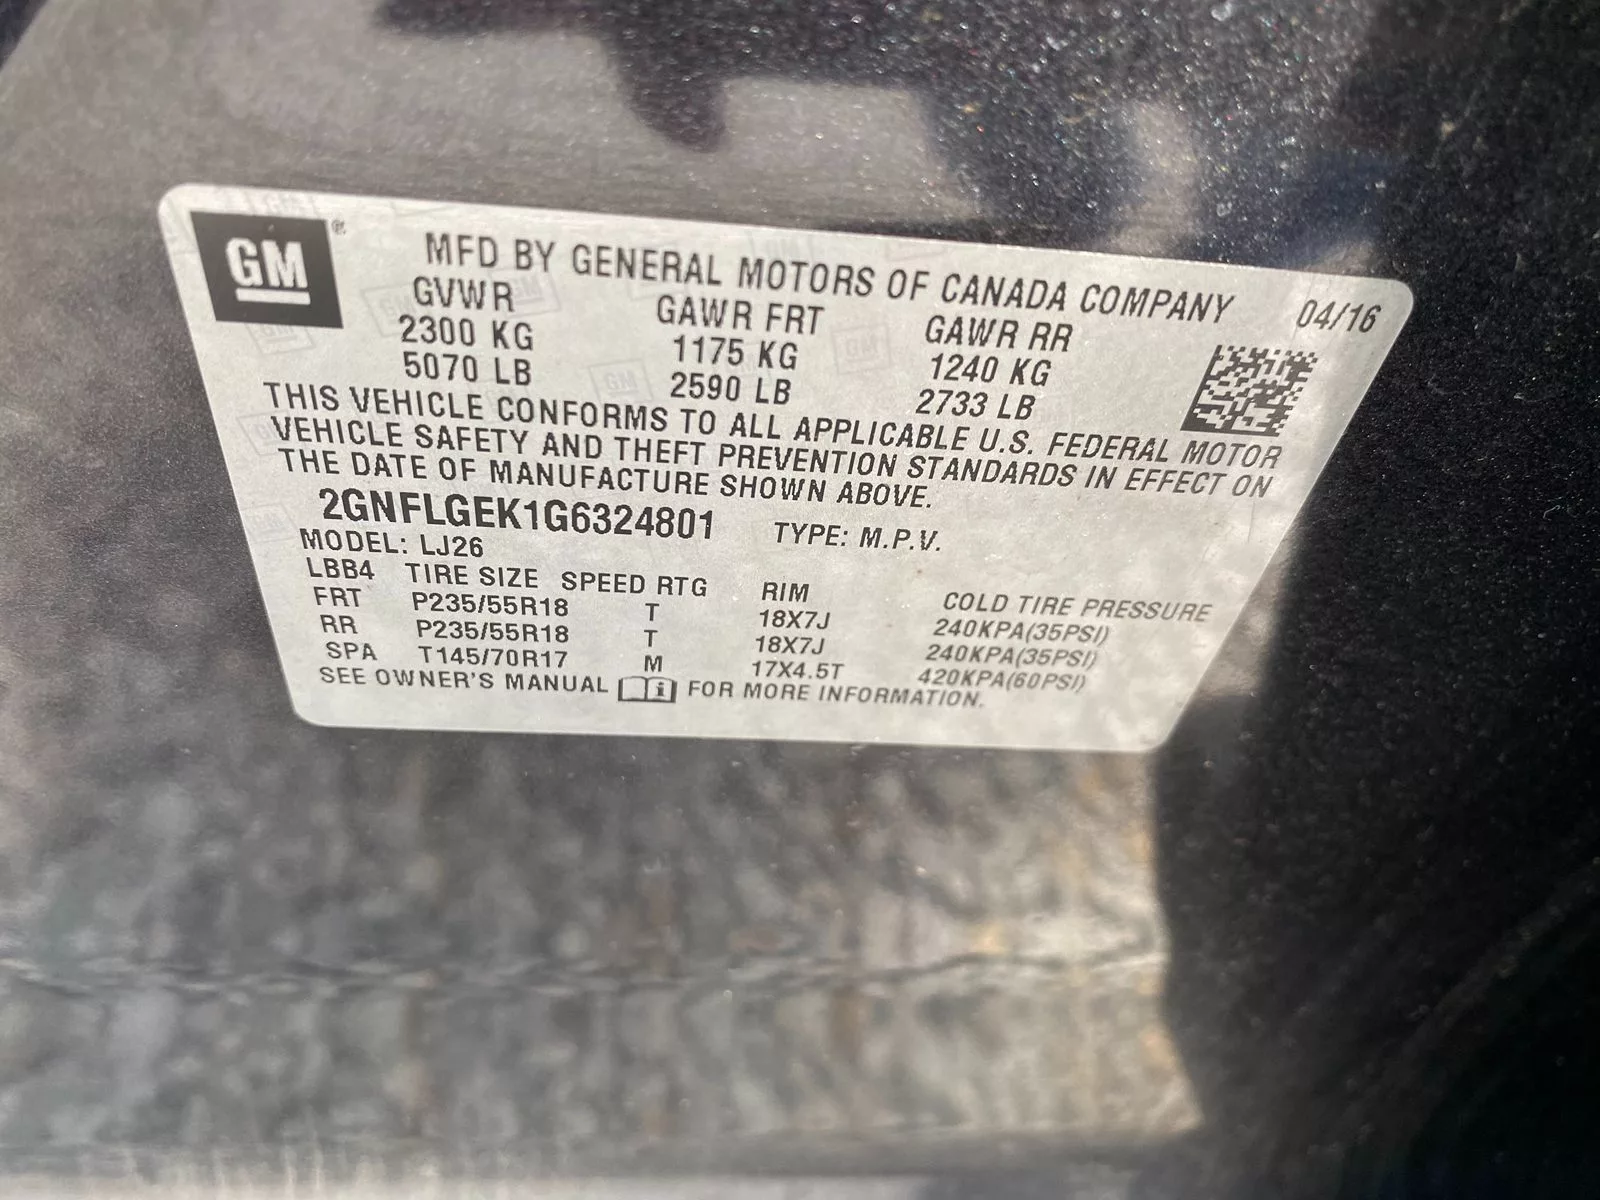 GM ®
MFD BY GENERAL MOTORS OF CANADA COMPANY 04/16
GVWR GAWR FRT GAWR RR
2300 KG 1175 KG 1240 KG
5070 LB 2590 LB 2733 LB
THIS VEHICLE CONFORMS TO ALL APPLICABLE U.S. FEDERAL MOTOR
VEHICLE SAFETY AND THEFT PREVENTION STANDARDS IN EFFECT ON
THE DATE OF MANUFACTURE SHOWN ABOVE.
2GNFLGEK1G6324801 TYPE: M.P.V.
MODEL: LJ26
LBB4 TIRE SIZE SPEED RTG RIM COLD TIRE PRESSURE
FRT P235/55R18 T 18X7J 240KPA(35PSI)
RR P235/55R18 T 18X7J 240KPA(35PSI)
SPA T145/70R17 M 17X4.5T 420KPA(60PSI)
SEE OWNER'S MANUAL i FOR MORE INFORMATION.